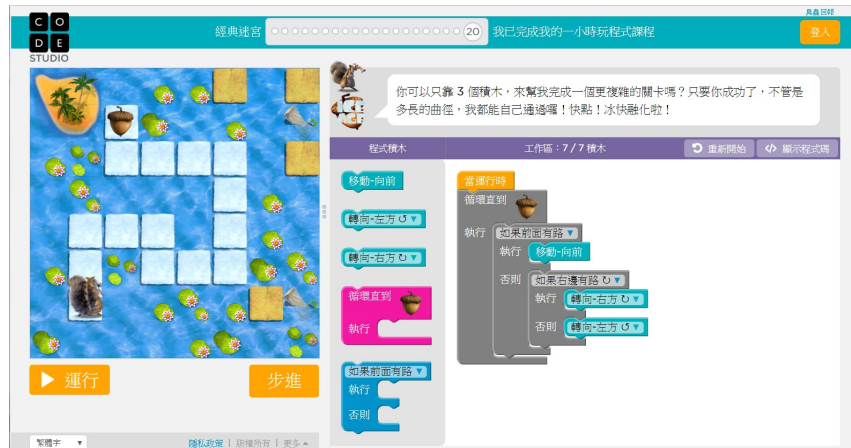 C O
D E
STUDIO
經典迷宮
20
我已完成我的一小時玩程式課程
具蟲回報
登入
你可以只靠 3 個積木，來幫我完成一個更複雜的關卡嗎？只要你成功了，不管是
多長的曲徑，我都能自己通過囉！快點！冰快融化啦！
ICE
AGE
程式積木
工作區：7 / 7 積木
重新開始
顯示程式碼
移動-向前
轉向-左方 ↺ ▼
轉向-右方 ↻ ▼
循環直到
執行
如果前面有路 ▼
執行
否則
當運行時
循環直到
執行
如果前面有路 ▼
執行
移動-向前
否則
如果右邊有路 ↻ ▼
執行
轉向-右方 ↻ ▼
否則
轉向-左方 ↺ ▼
運行
步進
繁體字 ▼
隱私政策 | 版權所有 | 更多